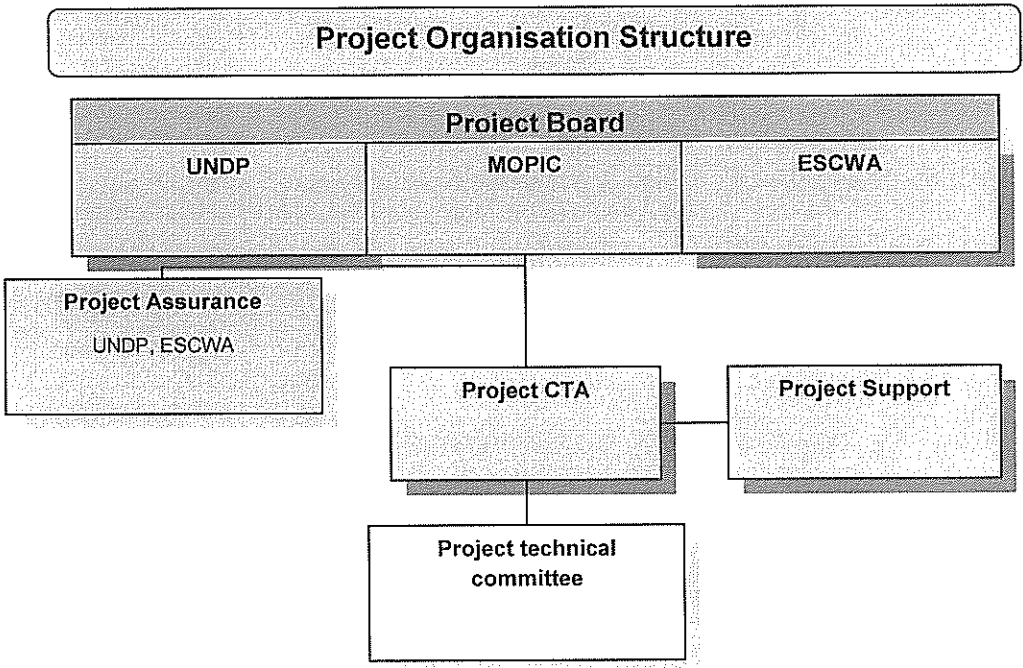 Project Organisation Structure
Project Board
UNDP
MOPIC
ESCWA
Project Assurance
UNDP, ESCWA
Project CTA
Project Support
Project technical
committee